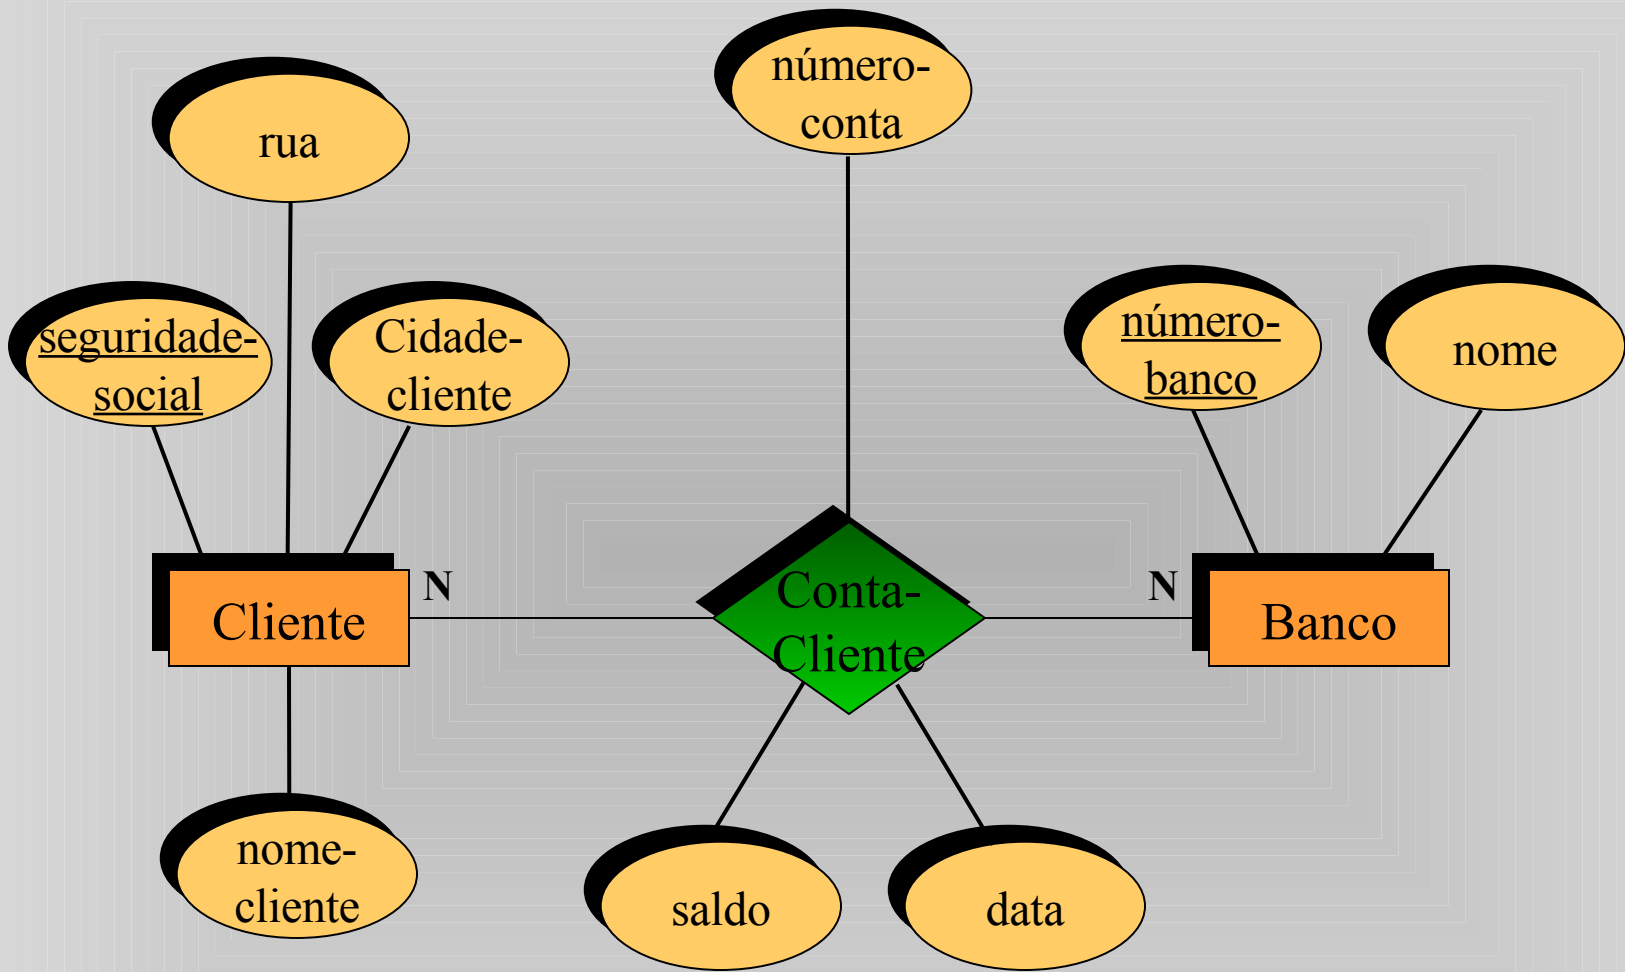 número-
conta
rua
seguridade-
social
Cidade-
cliente
número-
banco
nome
N
N
Conta-
Cliente
Cliente
Banco
nome-
cliente
saldo
data